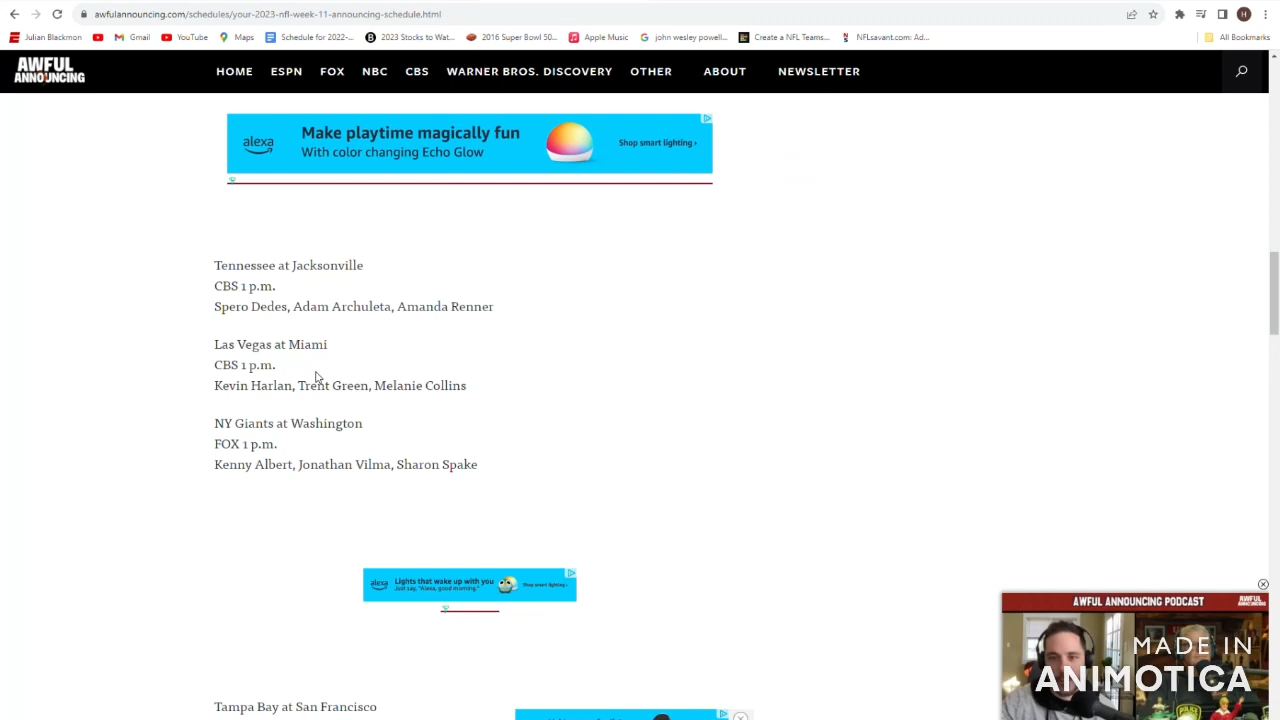 awfulannouncing.com/schedules/your-2023-nfl-week-11-announcing-schedule.html
H
Julian Blackmon
Gmail
YouTube
Maps
Schedule for 2022-...
2023 Stocks to Wat...
2016 Super Bowl 50...
Apple Music
john wesley powell...
Create a NFL Teams...
NFLsavant.com: Ad...
All Bookmarks
AWFUL
ANNOUNCING
HOME
ESPN
FOX
NBC
CBS
WARNER BROS. DISCOVERY
OTHER
ABOUT
NEWSLETTER
alexa
Make playtime magically fun
With color changing Echo Glow
Shop smart lighting ›
Tennessee at Jacksonville
CBS 1 p.m.
Spero Dedes, Adam Archuleta, Amanda Renner
Las Vegas at Miami
CBS 1 p.m.
Kevin Harlan, Trent Green, Melanie Collins
NY Giants at Washington
FOX 1 p.m.
Kenny Albert, Jonathan Vilma, Sharon Spake
alexa
Lights that wake up with you
Just say, "Alexa, good morning."
Shop smart lighting ›
AWFUL ANNOUNCING PODCAST
AWFUL
ANNOUNCING
MADE IN
ANIMOTICA
POLICE
Tampa Bay at San Francisco